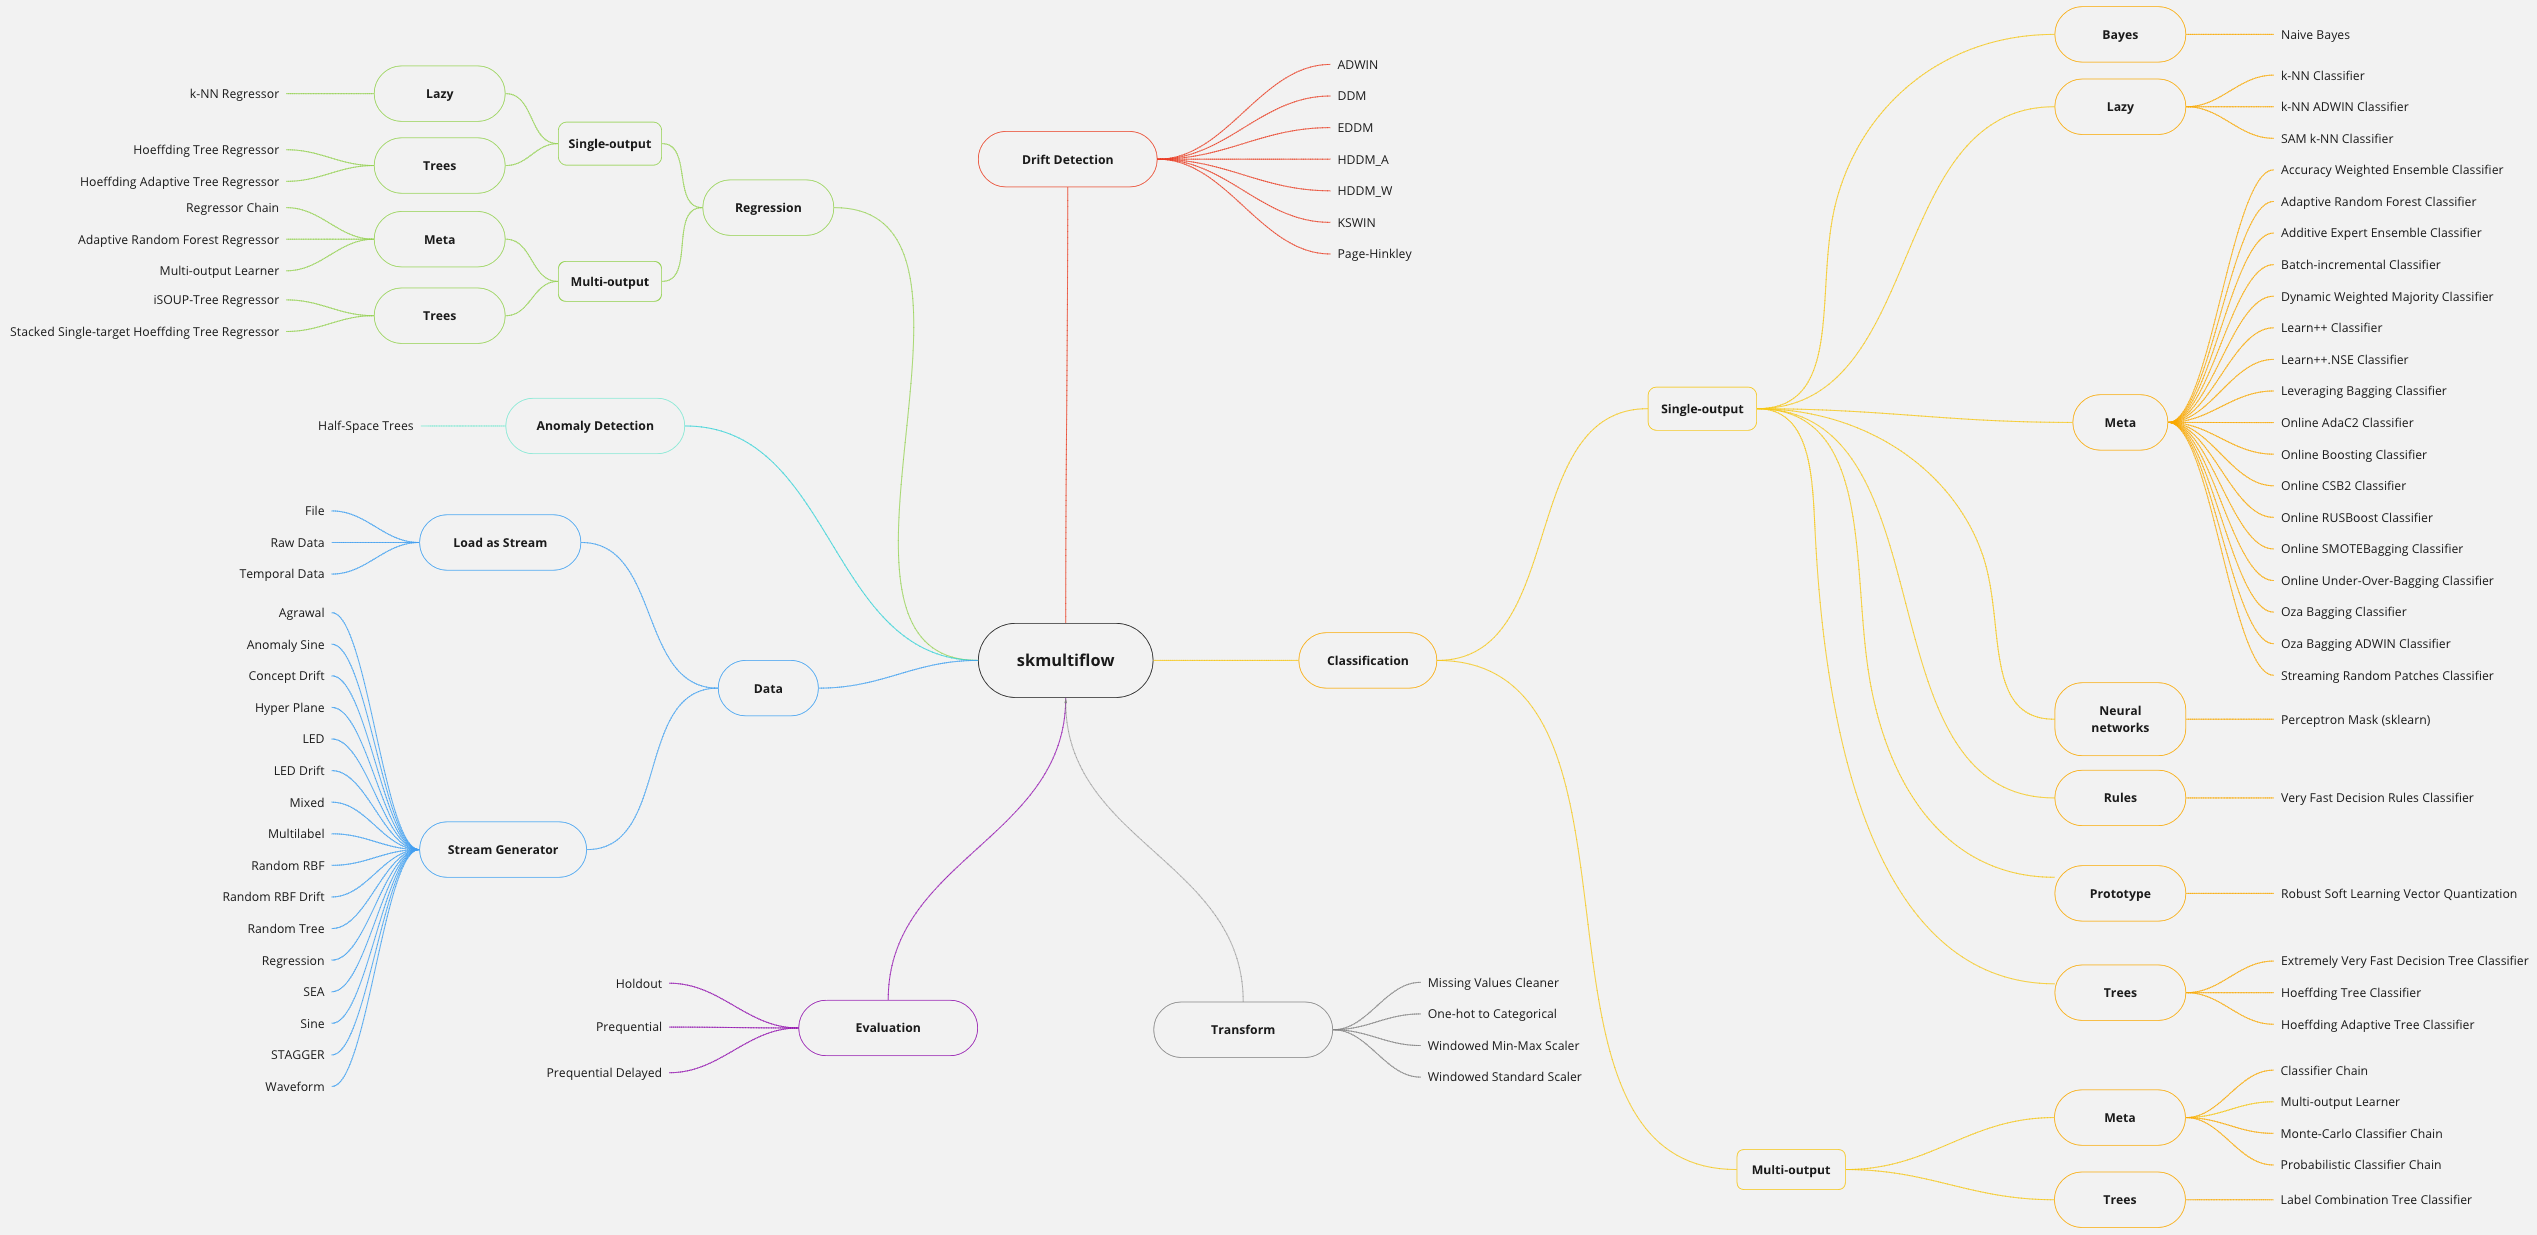 skmultiflow
Regression
Single-output
Lazy
k-NN Regressor
Trees
Hoeffding Tree Regressor
Hoeffding Adaptive Tree Regressor
Multi-output
Meta
Regressor Chain
Adaptive Random Forest Regressor
Multi-output Learner
Trees
iSOUP-Tree Regressor
Stacked Single-target Hoeffding Tree Regressor
Anomaly Detection
Half-Space Trees
Data
Load as Stream
File
Raw Data
Temporal Data
Stream Generator
Agrawal
Anomaly Sine
Concept Drift
Hyper Plane
LED
LED Drift
Mixed
Multilabel
Random RBF
Random RBF Drift
Random Tree
Regression
SEA
Sine
STAGGER
Waveform
Evaluation
Holdout
Prequential
Prequential Delayed
Transform
Missing Values Cleaner
One-hot to Categorical
Windowed Min-Max Scaler
Windowed Standard Scaler
Drift Detection
ADWIN
DDM
EDDM
HDDM_A
HDDM_W
KSWIN
Page-Hinkley
Classification
Single-output
Bayes
Naive Bayes
Lazy
k-NN Classifier
k-NN ADWIN Classifier
SAM k-NN Classifier
Meta
Accuracy Weighted Ensemble Classifier
Adaptive Random Forest Classifier
Additive Expert Ensemble Classifier
Batch-incremental Classifier
Dynamic Weighted Majority Classifier
Learn++ Classifier
Learn++.NSE Classifier
Leveraging Bagging Classifier
Online AdaC2 Classifier
Online Boosting Classifier
Online CSB2 Classifier
Online RUSBoost Classifier
Online SMOTEBagging Classifier
Online Under-Over-Bagging Classifier
Oza Bagging Classifier
Oza Bagging ADWIN Classifier
Streaming Random Patches Classifier
Neural
networks
Perceptron Mask (sklearn)
Rules
Very Fast Decision Rules Classifier
Prototype
Robust Soft Learning Vector Quantization
Trees
Extremely Very Fast Decision Tree Classifier
Hoeffding Tree Classifier
Hoeffding Adaptive Tree Classifier
Multi-output
Meta
Classifier Chain
Multi-output Learner
Monte-Carlo Classifier Chain
Probabilistic Classifier Chain
Trees
Label Combination Tree Classifier